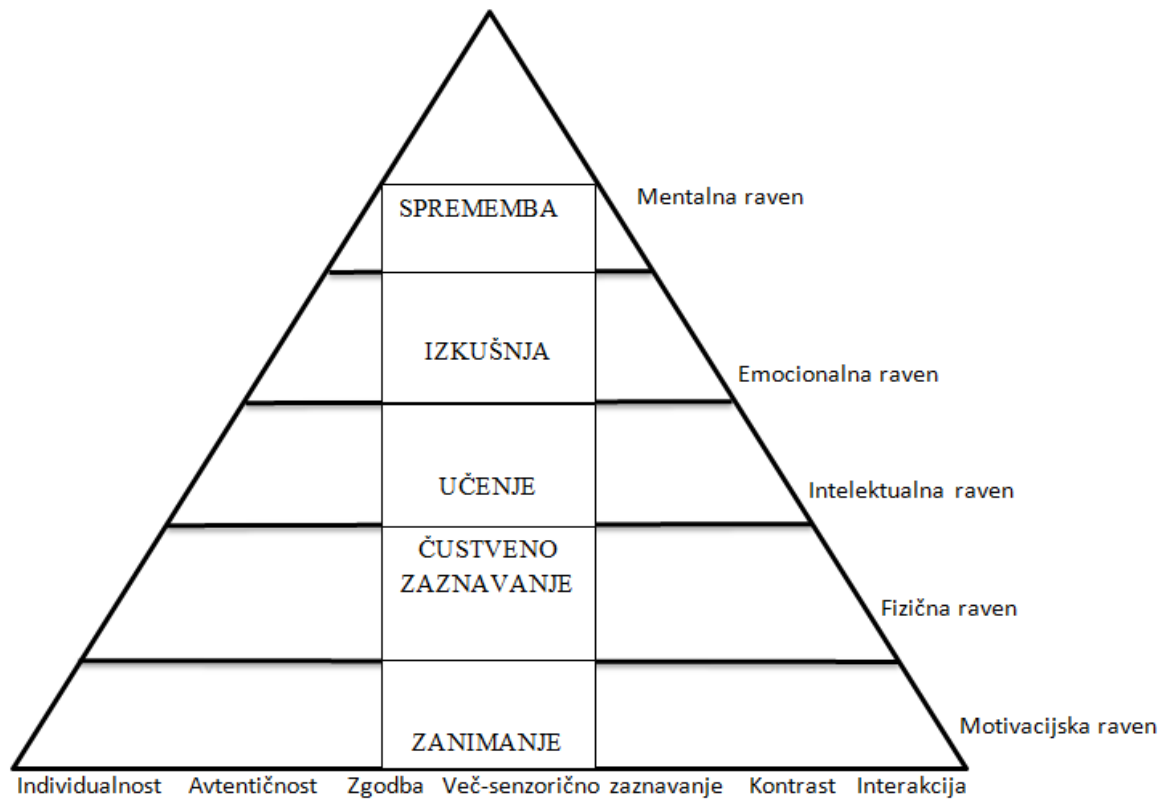 SPREMEMBA
Mentalna raven
IZKUŠNJA
Emocionalna raven
UČENJE
Intelektualna raven
ČUSTVENO
ZAZNAVANJE
Fizična raven
ZANIMANJE
Motivacijska raven
Individualnost Avtentičnost Zgodba Več-senzorično zaznavanje Kontrast Interakcija